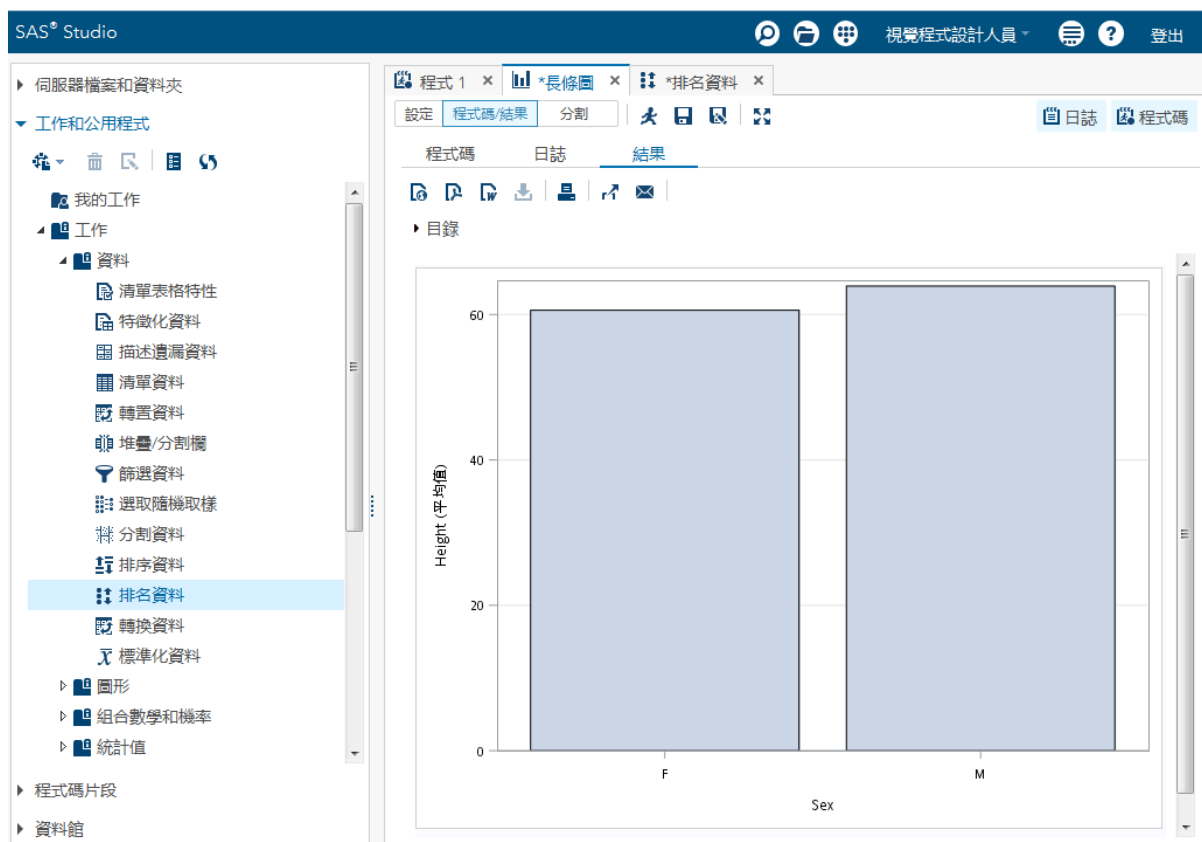 SAS® Studio
視覺程式設計人員
登出
伺服器檔案和資料夾
工作和公用程式
我的工作
工作
資料
清單表格特性
特徵化資料
描述遺漏資料
清單資料
轉置資料
堆疊/分割欄
篩選資料
選取隨機取樣
分割資料
排序資料
排名資料
轉換資料
標準化資料
圖形
組合數學和機率
統計值
程式碼片段
資料館
程式 1
*長條圖
*排名資料
設定 程式碼/結果 分割
日誌 程式碼
程式碼 日誌 結果
目錄
60
40
20
0
Height (平均值)
F M
Sex